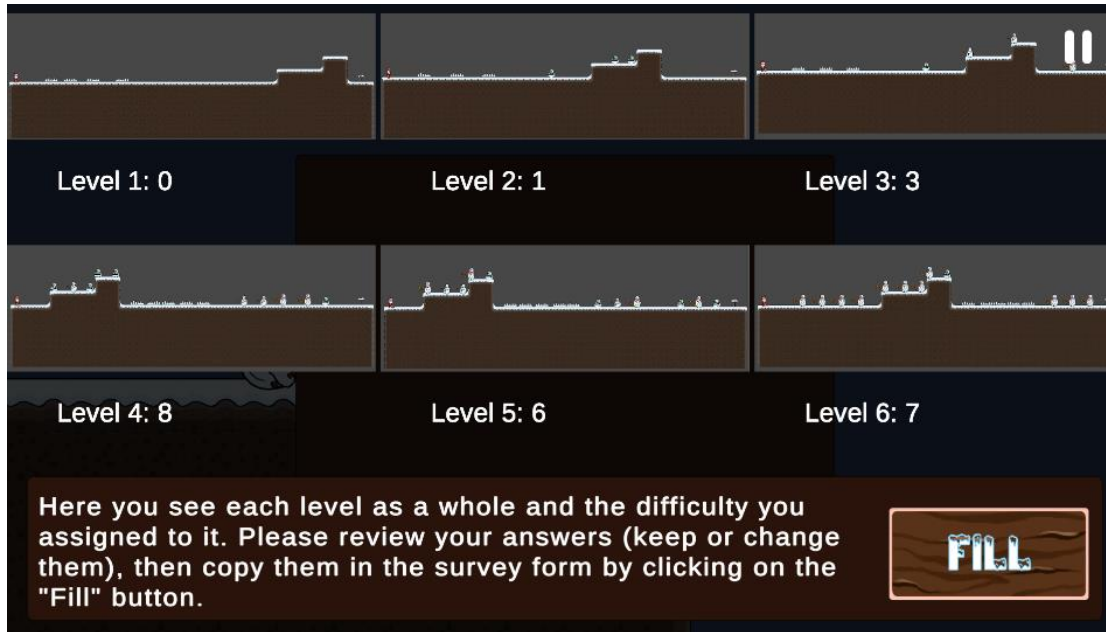 Level 1: 0
Level 2: 1
Level 3: 3
Level 4: 8
Level 5: 6
Level 6: 7
Here you see each level as a whole and the difficulty you
assigned to it. Please review your answers (keep or change
them), then copy them in the survey form by clicking on the
"Fill" button.
FILL